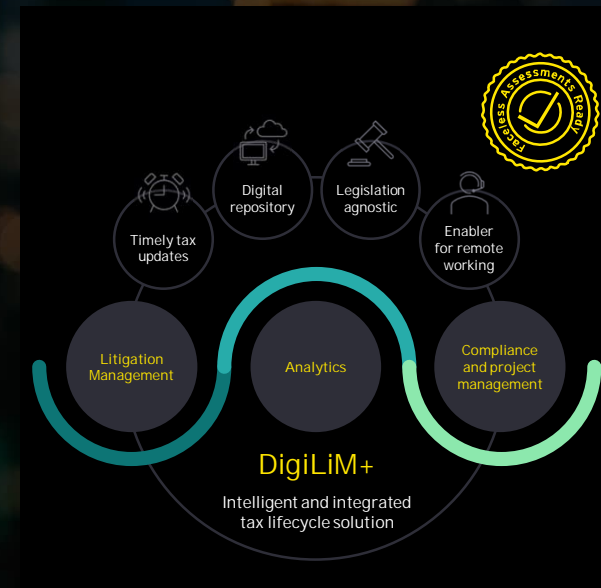 Faceless Assessments Ready
Digital
repository
Legislation
agnostic
Timely tax
updates
Enabler
for remote
working
Litigation
Management
Analytics
Compliance
and project
management
DigiLiM+
Intelligent and integrated
tax lifecycle solution